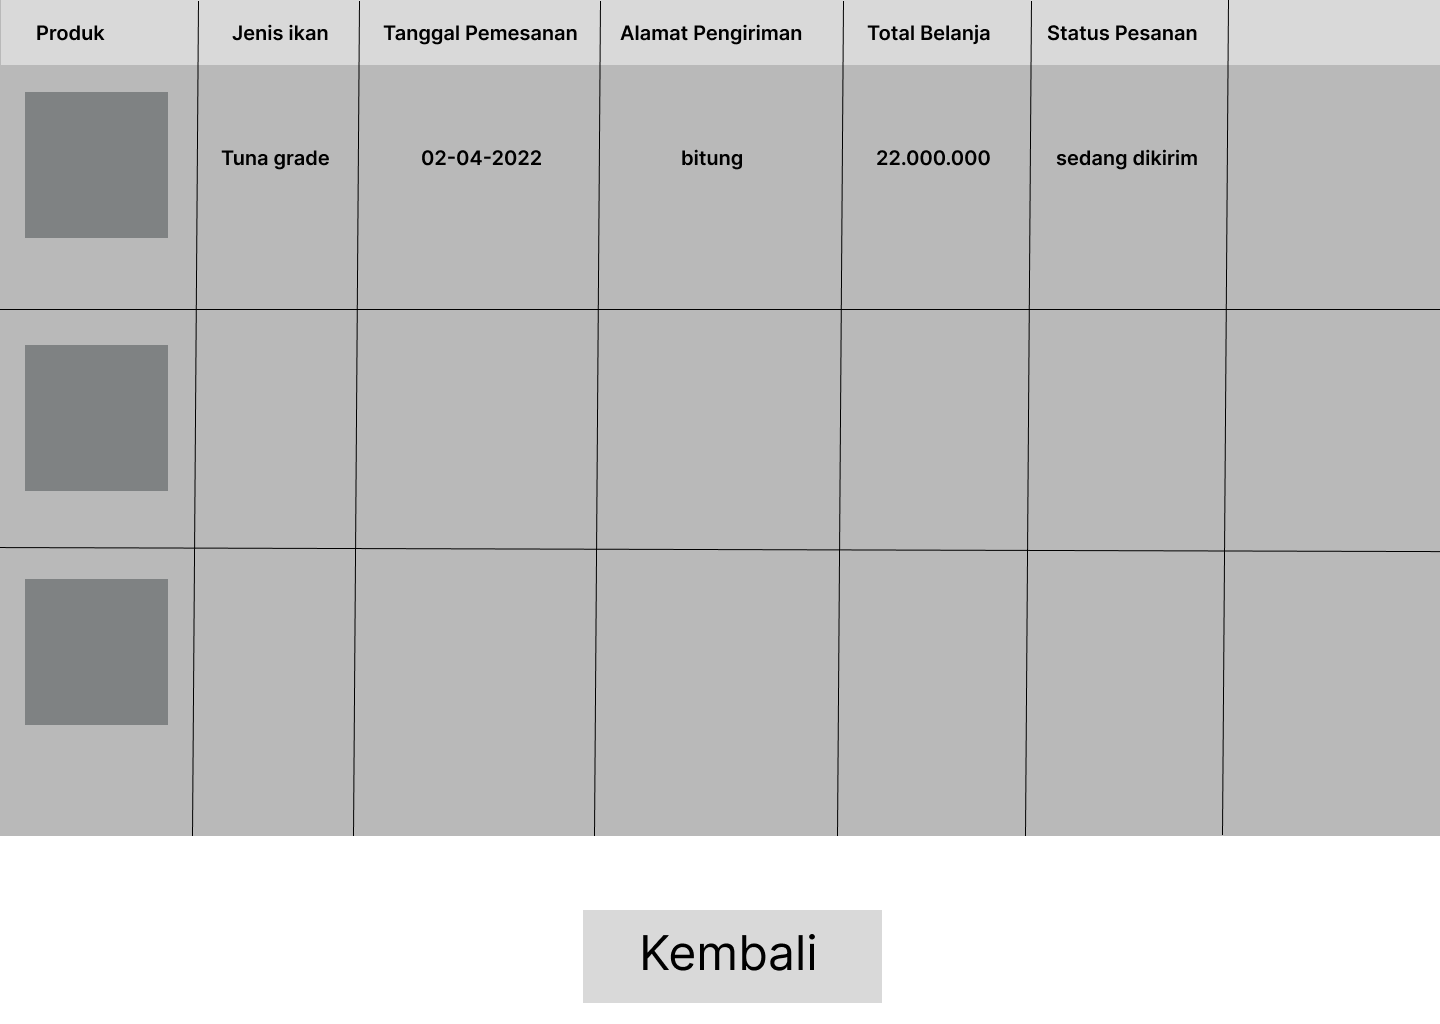 Produk Jenis ikan Tanggal Pemesanan Alamat Pengiriman Total Belanja Status Pesanan
Tuna grade 02-04-2022 bitung 22.000.000 sedang dikirim
Kembali